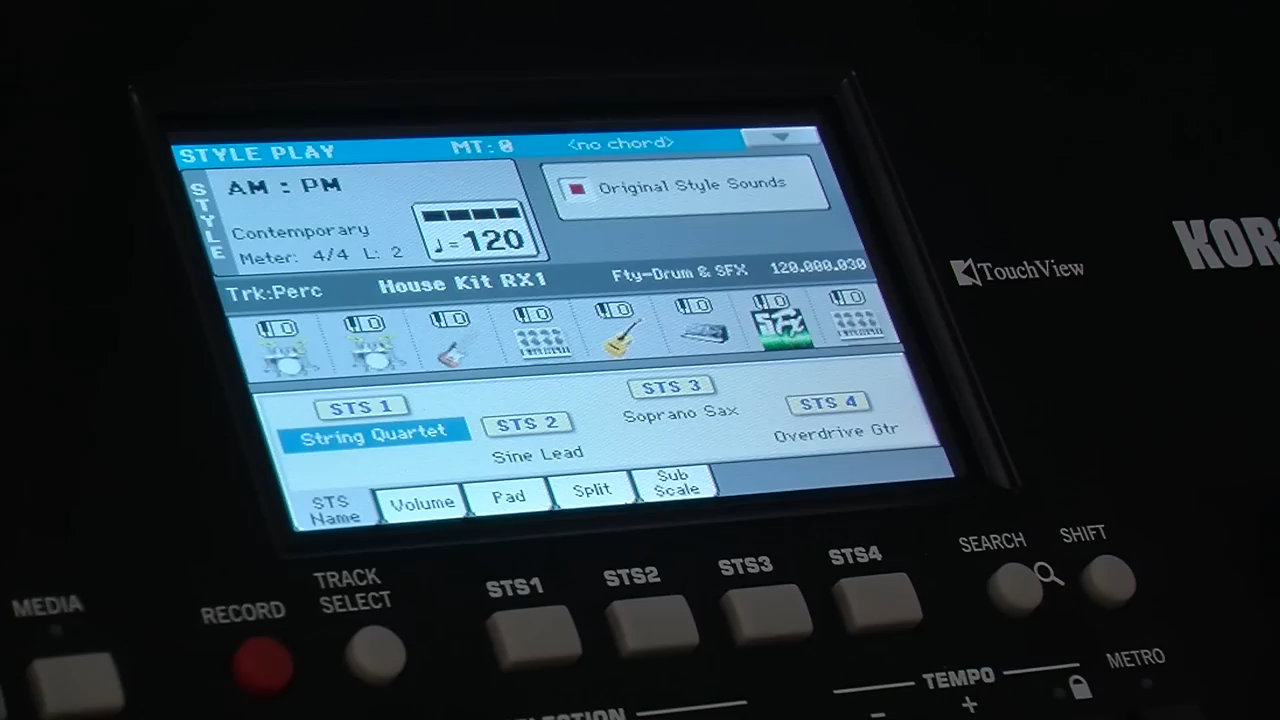 STYLE PLAY MT:0 <no chord>
STYLE
AM : PM
Original Style Sounds
Contemporary
Meter: 4/4 L: 2
♩=120
Trk:Perc House Kit RX1 Fty-Drum & SFX 120.000.030
SFX
STS 1
String Quartet
STS 2
Sine Lead
STS 3
Soprano Sax
STS 4
Overdrive Gtr
STS Name
Volume
Pad
Split
Sub Scale
TouchView
MEDIA
RECORD
TRACK
SELECT
STS1
STS2
STS3
STS4
SEARCH
SHIFT
TEMPO
- +
METRO